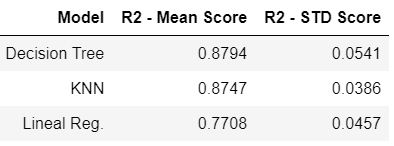 Model R2 - Mean Score R2 - STD Score
Decision Tree 0.8794 0.0541
KNN 0.8747 0.0386
Lineal Reg. 0.7708 0.0457